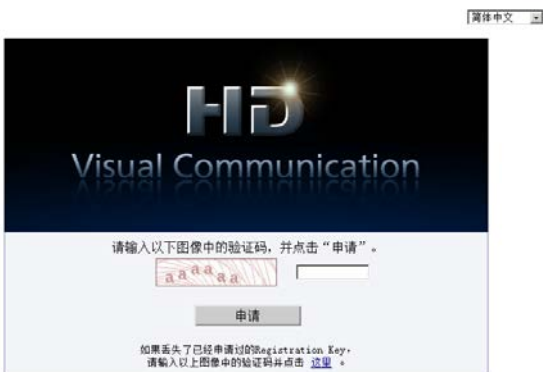 简体中文
HD
Visual Communication
请输入以下图像中的验证码，并点击“申请”。
aaaaaa
申请
如果丢失了已经申请过的Registration Key，
请输入以上图像中的验证码并点击 这里 。